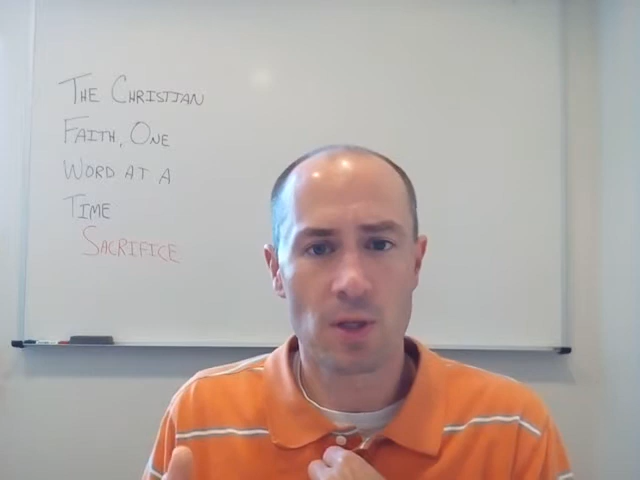 THE CHRISTIAN
FAITH, ONE
WORD AT A
TIME
SACRIFICE